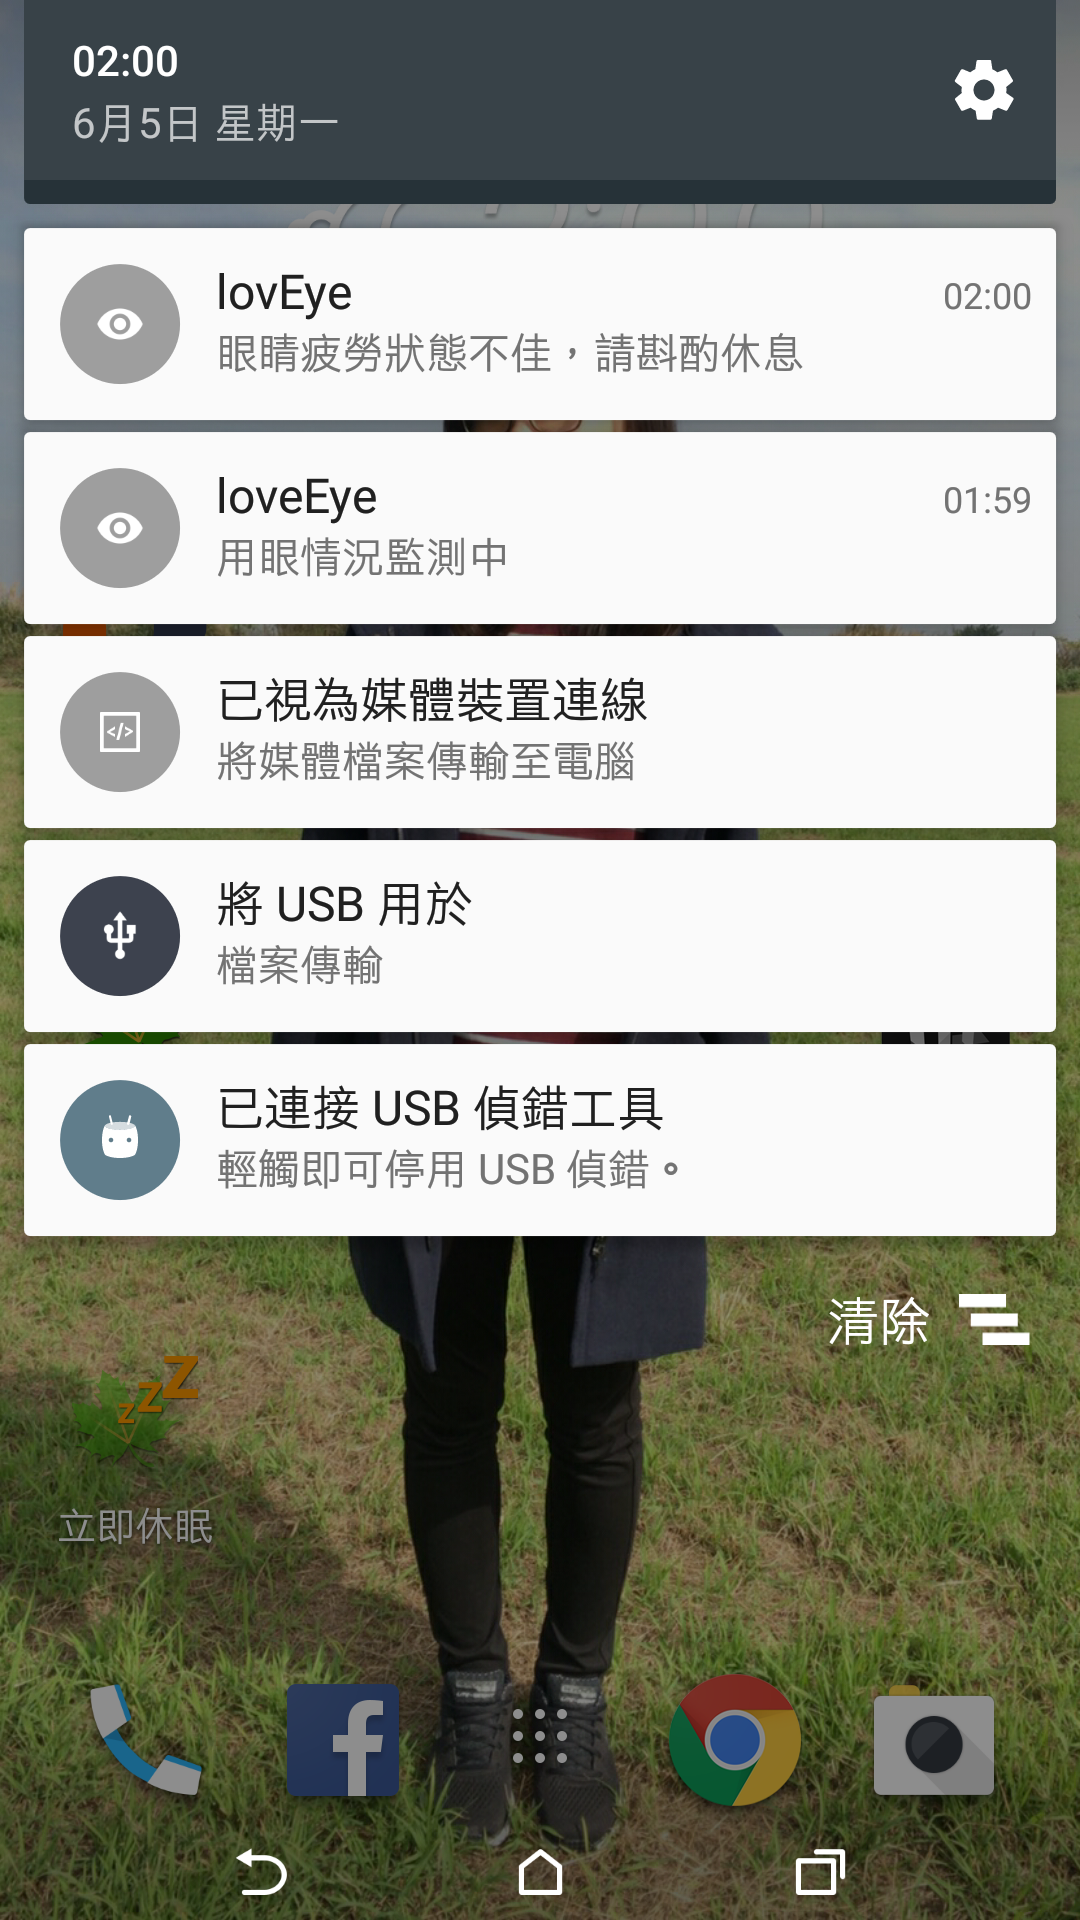 02:00
6月5日 星期一
lovEye
02:00
眼睛疲勞狀態不佳，請斟酌休息
loveEye
01:59
用眼情況監測中
已視為媒體裝置連線
將媒體檔案傳輸至電腦
將 USB 用於
檔案傳輸
已連接 USB 偵錯工具
輕觸即可停用 USB 偵錯。
清除
立即休眠